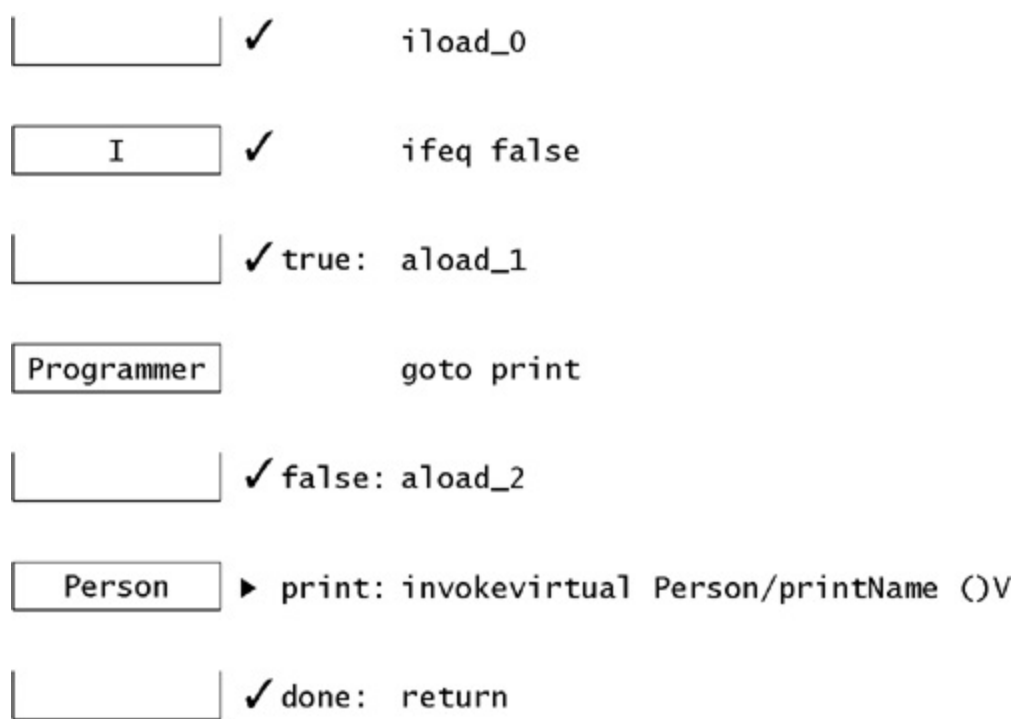 ✓ iload_0
I ✓ ifeq false
✓ true: aload_1
Programmer goto print
✓ false: aload_2
Person ▶ print: invokevirtual Person/printName ()V
✓ done: return